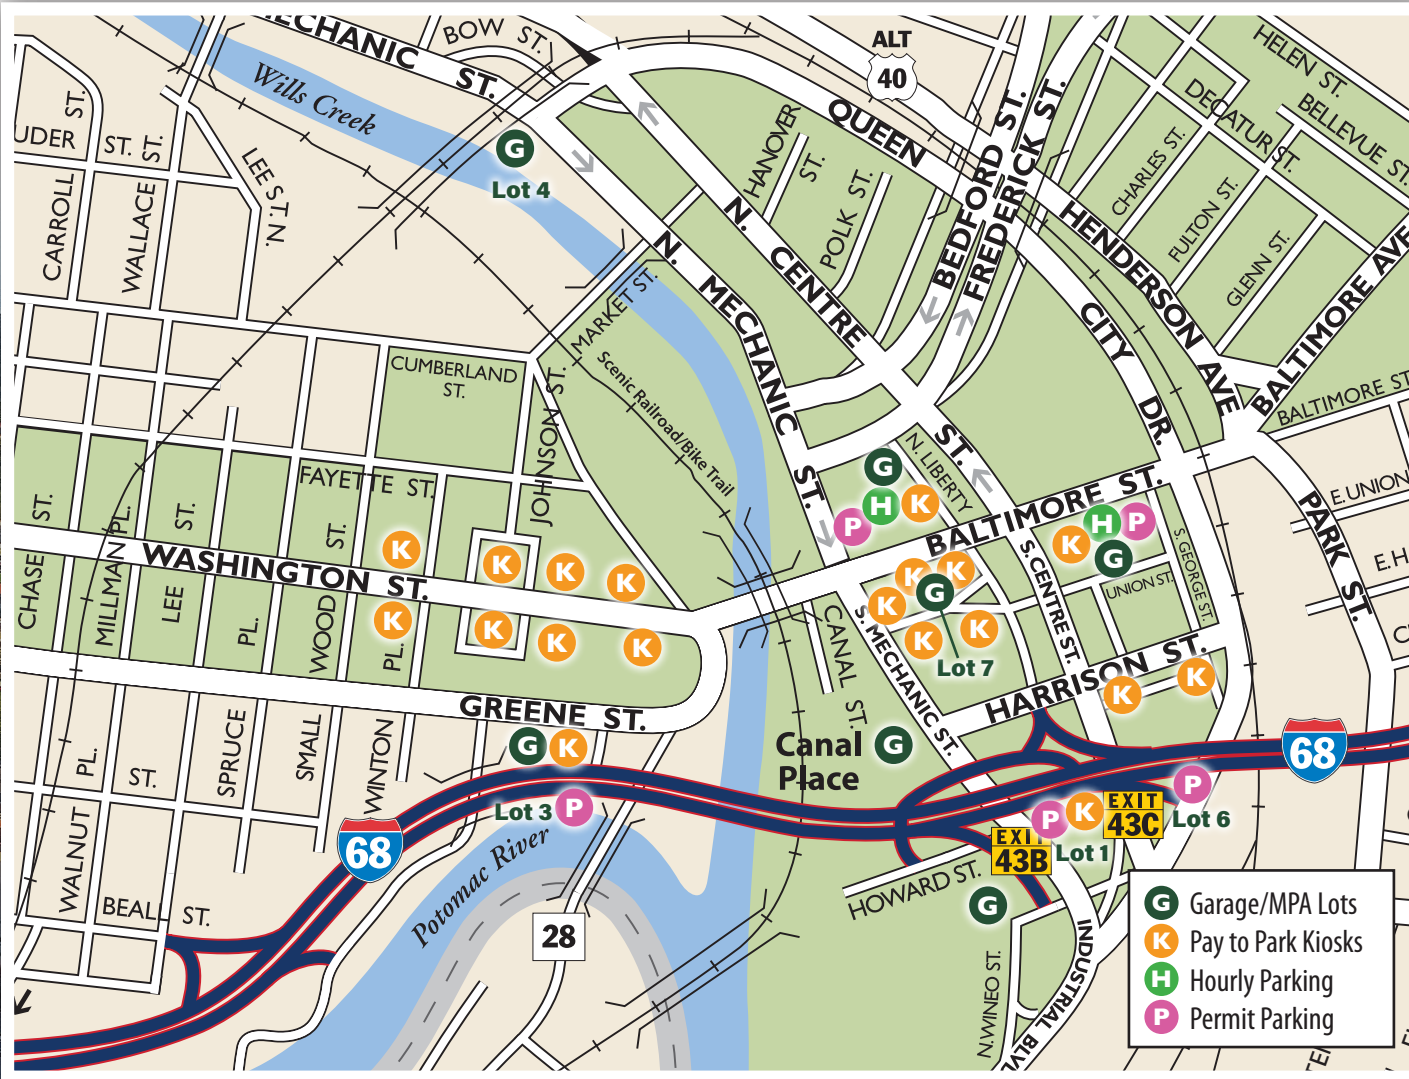 MECHANIC ST.
BOW ST.
ALT
40
HELEN ST.
Wills Creek
QUEEN
CITY
DR.
DECATUR ST.
BELLEVUE ST.
ST.
UDER ST.
ST.
LEE ST. N.
CARROLL
WALLACE
G
Lot 4
HANOVER
ST.
POLK ST.
BEDFORD ST.
FREDERICK ST.
CHARLES ST.
FULTON ST.
GLENN ST.
HENDERSON AVE
BALTIMORE AVE
BALTIMORE ST
N. CENTRE
ST.
N. MECHANIC
ST.
MARKET ST.
Scenic Railroad/Bike Trail
CUMBERLAND
ST.
JOHNSON ST.
FAYETTE ST.
N. LIBERTY
G
H
K
P
BALTIMORE ST.
K
H
P
G
E. UNION
E. H
PARK ST.
CHASE
ST.
MILLMAN PL.
LEE
ST.
PL.
WOOD
ST.
PL.
WASHINGTON ST.
K
K
K
K
K
K
K
K
K
K
K
G
K
K
Lot 7
S. CENTRE ST.
UNION ST.
S. GEORGE ST.
S. MECHANIC ST.
CANAL ST.
HARRISON ST.
K
K
GREENE ST.
G
K
Lot 3
P
Canal
Place
G
68
68
PL.
ST.
SPRUCE
SMALL
WINTON
WALNUT
BEALL ST.
Potomac River
28
P
K
EXIT
43C
P
Lot 6
EXIT
43B
Lot 1
HOWARD ST.
G
N. WINEO ST.
INDUSTRIAL BLV
G Garage/MPA Lots
K Pay to Park Kiosks
H Hourly Parking
P Permit Parking